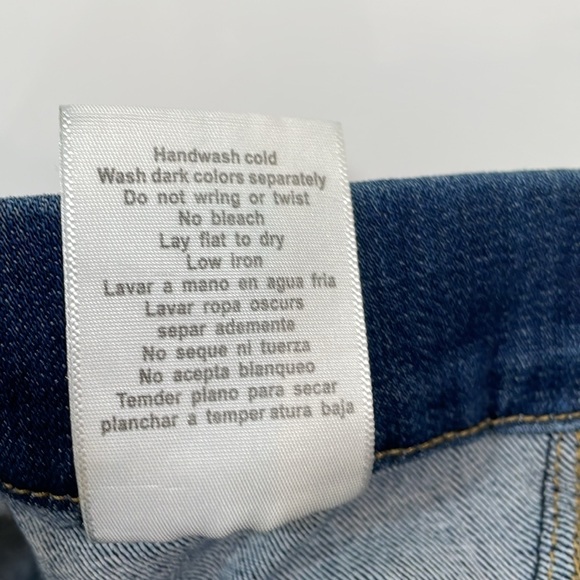 Handwash cold
Wash dark colors separately
Do not wring or twist
No bleach
Lay flat to dry
Low iron
Lavar a mano en agua fria
Lavar ropa oscurs
separ ademente
No seque ni tuerza
No acepta blanqueo
Temder plano para secar
planchar a temper atura baja